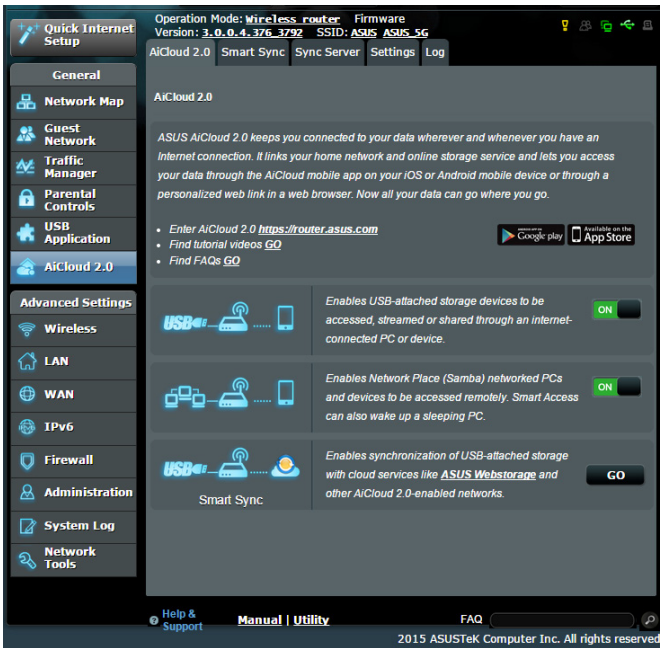 Quick Internet
Setup
Operation Mode: Wireless router Firmware
Version: 3.0.0.4.376_3792 SSID: ASUS ASUS_5G
AiCloud 2.0 Smart Sync Sync Server Settings Log
General
Network Map
Guest
Network
Traffic
Manager
Parental
Controls
USB
Application
AiCloud 2.0
Advanced Settings
Wireless
LAN
WAN
IPv6
Firewall
Administration
System Log
Network
Tools
AiCloud 2.0
ASUS AiCloud 2.0 keeps you connected to your data wherever and whenever you have an
Internet connection. It links your home network and online storage service and lets you access
your data through the AiCloud mobile app on your iOS or Android mobile device or through a
personalized web link in a web browser. Now all your data can go where you go.
• Enter AiCloud 2.0 https://router.asus.com
• Find tutorial videos GO
• Find FAQs GO
Google play
Available on the
App Store
USB
Enables USB-attached storage devices to be
accessed, streamed or shared through an internet-
connected PC or device.
ON
Enables Network Place (Samba) networked PCs
and devices to be accessed remotely. Smart Access
can also wake up a sleeping PC.
ON
USB
Smart Sync
Enables synchronization of USB-attached storage
with cloud services like ASUS Webstorage and
other AiCloud 2.0-enabled networks.
GO
Help &
Support
Manual | Utility
FAQ
2015 ASUSTeK Computer Inc. All rights reserved